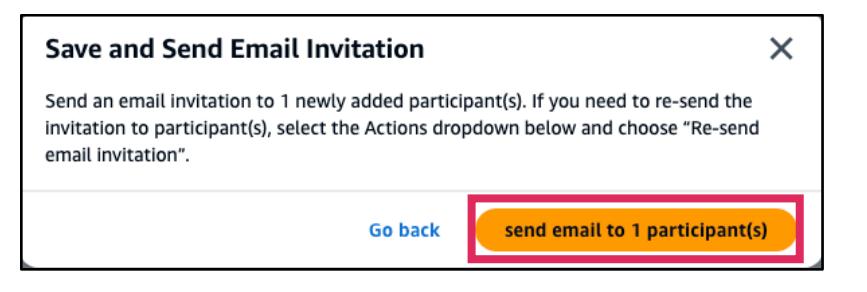 Save and Send Email Invitation
Send an email invitation to 1 newly added participant(s). If you need to re-send the
invitation to participant(s), select the Actions dropdown below and choose “Re-send
email invitation”.
Go back
send email to 1 participant(s)